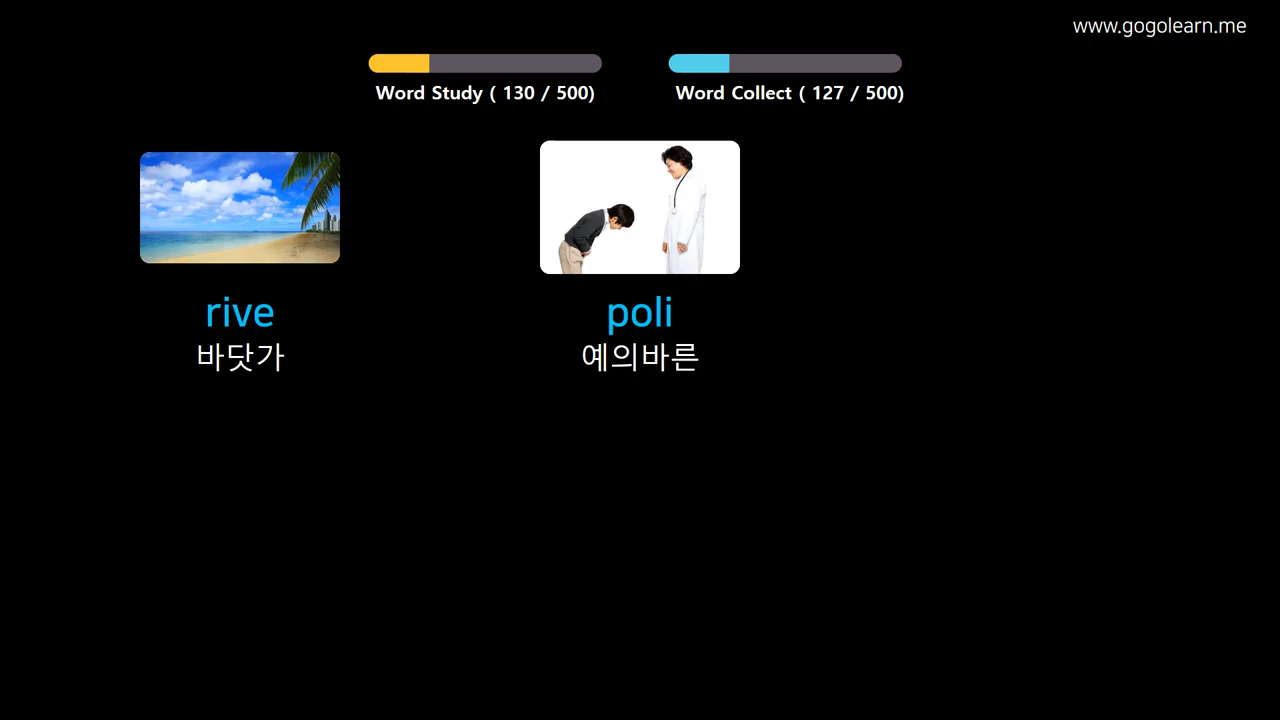 www.gogolearn.me
Word Study ( 130 / 500)
Word Collect ( 127 / 500)
rive
바닷가
poli
예의바른